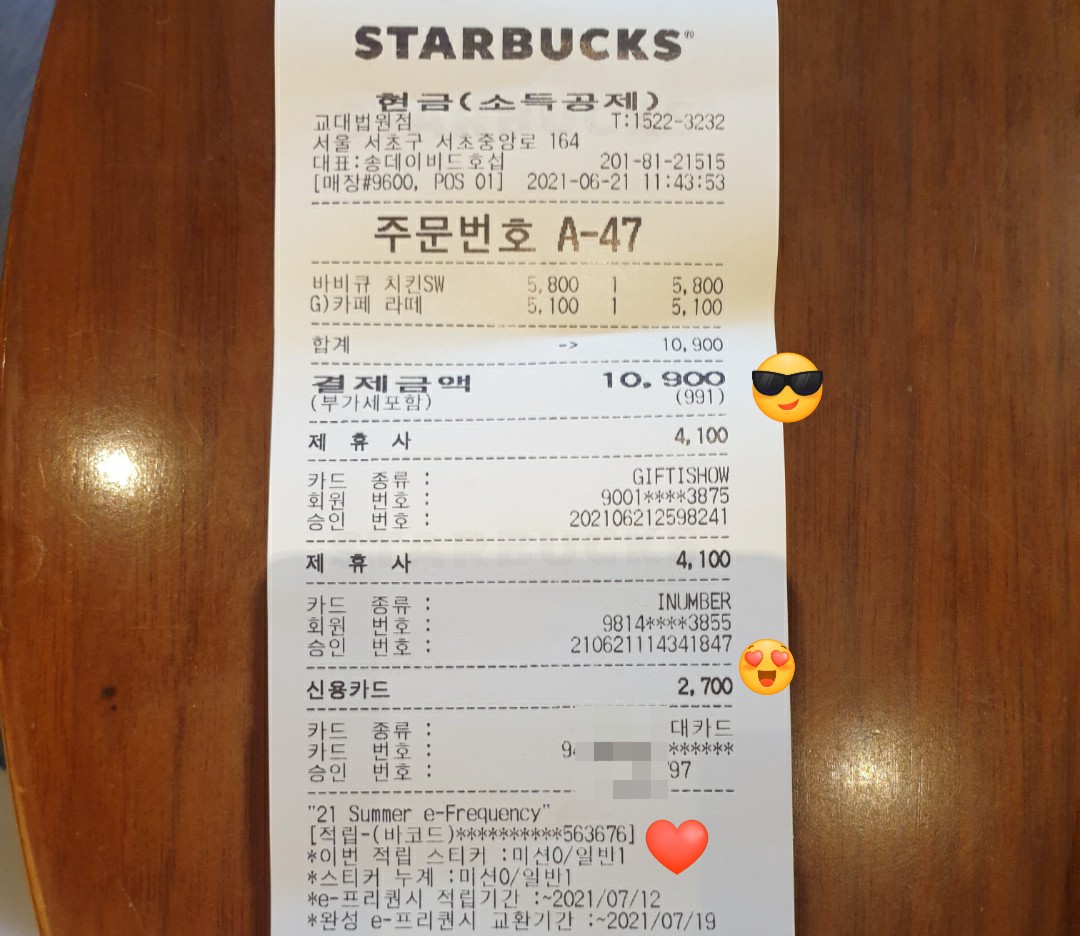 STARBUCKS®
현금(소득공제)
교대법원점 T:1522-3232
서울 서초구 서초중앙로 164
대표:송데이비드호섭 201-81-21515
[매장#9600, POS 01] 2021-06-21 11:43:53
주문번호 A-47
바비큐 치킨SW 5,800 1 5,800
G)카페 라떼 5,100 1 5,100
합계 -> 10,900
결제금액 10,900
(부가세포함) (991)
제 휴 사 4,100
카드 종류 : GIFTISHOW
회원 번호 : 9001****3875
승인 번호 : 202106212598241
제 휴 사 4,100
카드 종류 : INUMBER
회원 번호 : 9814****3855
승인 번호 : 210621114341847
신용카드 2,700
카드 종류 : 대카드
카드 번호 : ******
승인 번호 : 97
"21 Summer e-Frequency"
[적립-(바코드)**********563676]
*이번 적립 스티커 :미션0/일반1
*스티커 누계 :미션0/일반1
*e-프리퀀시 적립기간 :~2021/07/12
*완성 e-프리퀀시 교환기간 :~2021/07/19